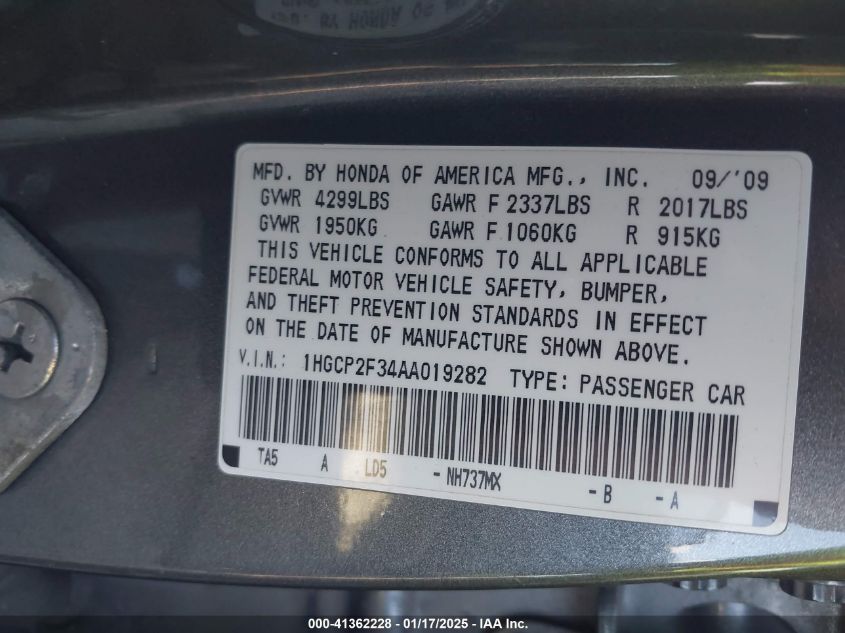 MFD. BY HONDA OF AMERICA MFG., INC. 09/'09
GVWR 4299LBS GAWR F 2337LBS R 2017LBS
GVWR 1950KG GAWR F 1060KG R 915KG
THIS VEHICLE CONFORMS TO ALL APPLICABLE
FEDERAL MOTOR VEHICLE SAFETY, BUMPER,
AND THEFT PREVENTION STANDARDS IN EFFECT
ON THE DATE OF MANUFACTURE SHOWN ABOVE.
V.I.N.: 1HGCP2F34AA019282 TYPE: PASSENGER CAR
TA5 A LD5 - NH737MX - B - A
000-41362228 - 01/17/2025 - IAA Inc.